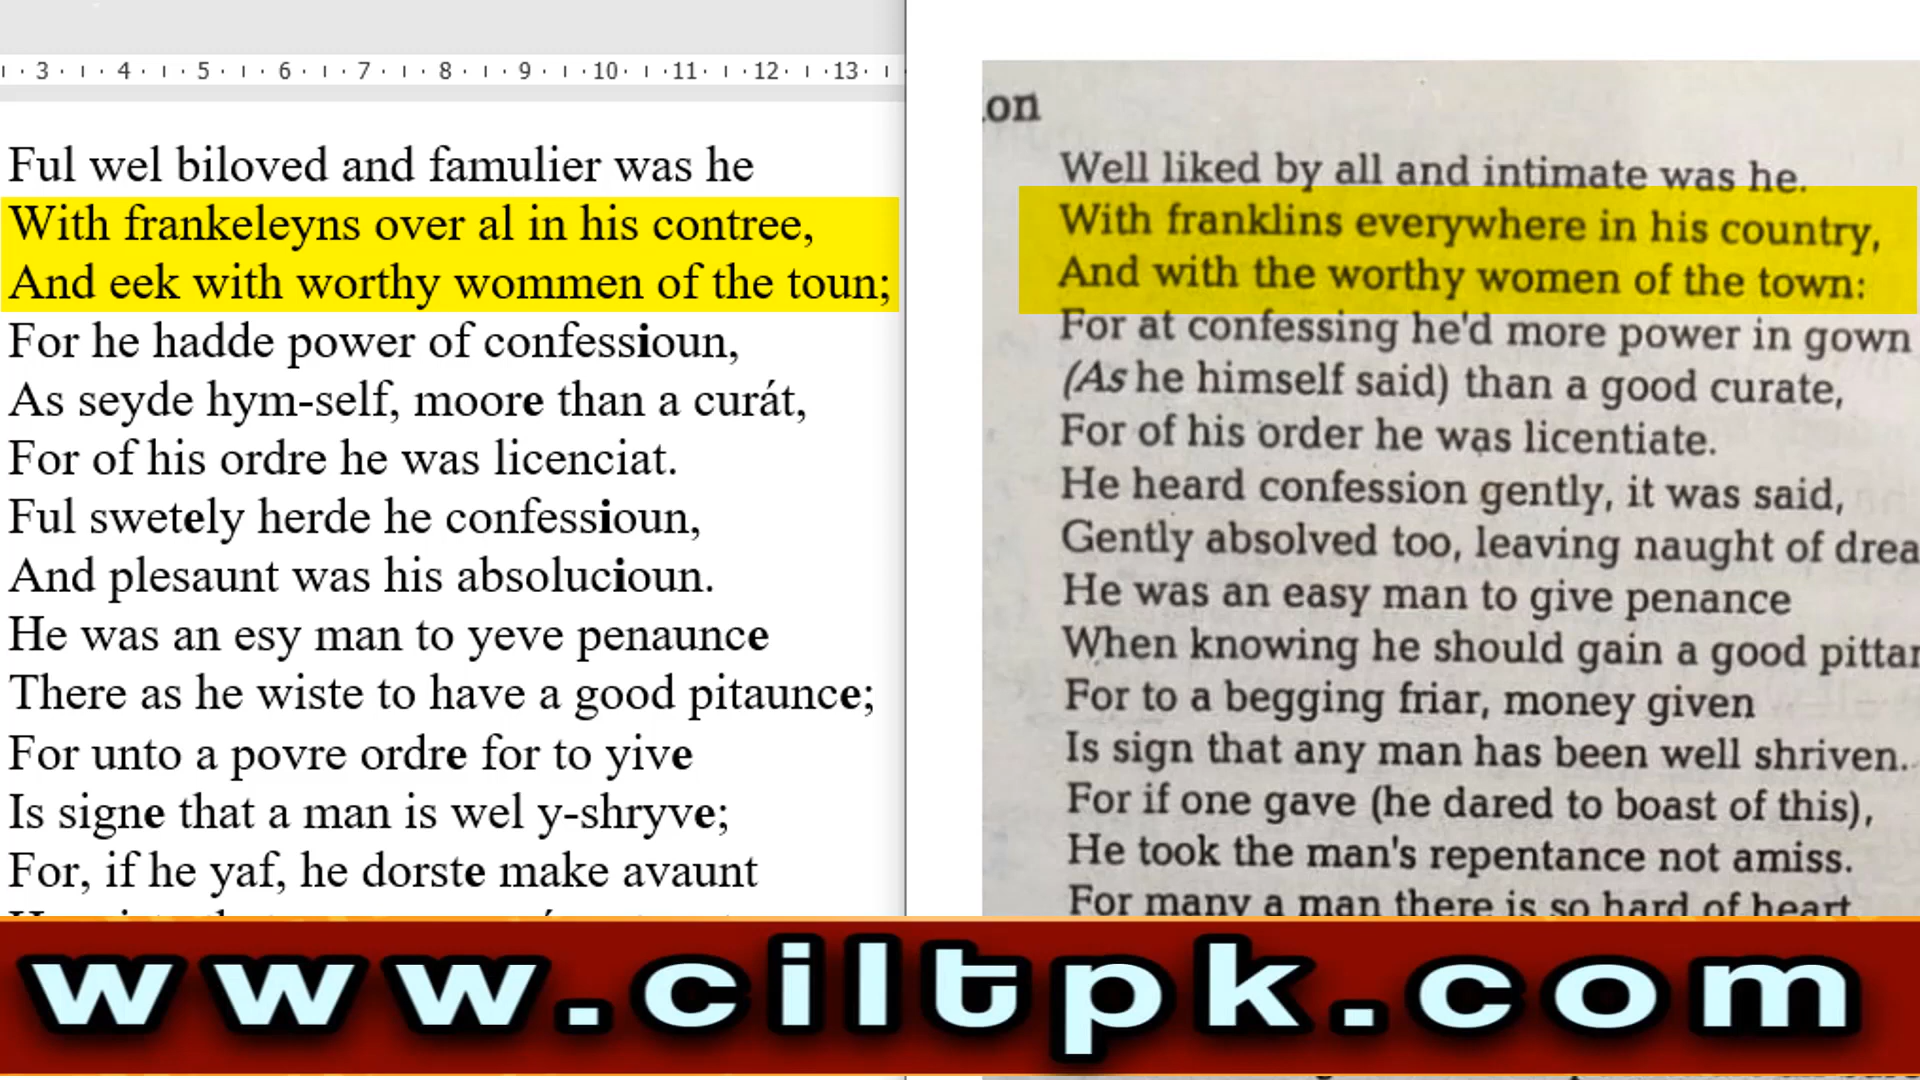 3 4 5 6 7 8 9 10 11 12 13
Ful wel biloved and famulier was he
With frankeleyns over al in his contree,
And eek with worthy wommen of the toun;
For he hadde power of confessioun,
As seyde hym-self, moore than a curát,
For of his ordre he was licenciat.
Ful swetely herde he confessioun,
And plesaunt was his absolucioun.
He was an esy man to yeve penaunce
There as he wiste to have a good pitaunce;
For unto a povre ordre for to yive
Is signe that a man is wel y-shryve;
For, if he yaf, he dorste make avaunt
on
Well liked by all and intimate was he.
With franklins everywhere in his country,
And with the worthy women of the town:
For at confessing he'd more power in gown
(As he himself said) than a good curate,
For of his order he was licentiate.
He heard confession gently, it was said,
Gently absolved too, leaving naught of drea
He was an easy man to give penance
When knowing he should gain a good pittan
For to a begging friar, money given
Is sign that any man has been well shriven.
For if one gave (he dared to boast of this),
He took the man's repentance not amiss.
For many a man there is so hard of heart
www.ciltpk.com